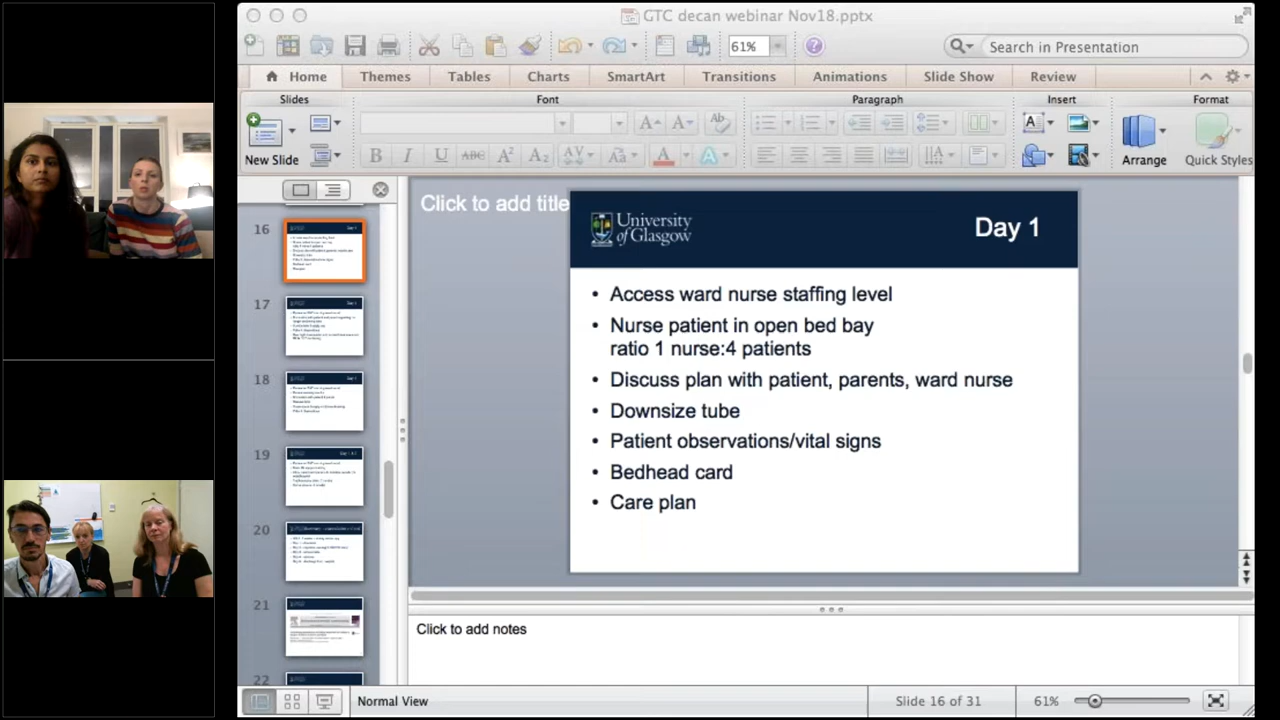 GTC decan webinar Nov18.pptx
61%
Search in Presentation
Home Themes Tables Charts SmartArt Transitions Animations Slide Show Review
Slides Font Paragraph Insert Format
New Slide
Arrange
Quick Styles
Click to add title
16
17
18
19
20
21
22
University
of Glasgow
Day 1
• Access ward nurse staffing level
• Nurse patient in open bed bay
ratio 1 nurse:4 patients
• Discuss plan with patient, parents, ward nurse
• Downsize tube
• Patient observations/vital signs
• Bedhead card
• Care plan
Click to add notes
Normal View
Slide 16 of 31
61%